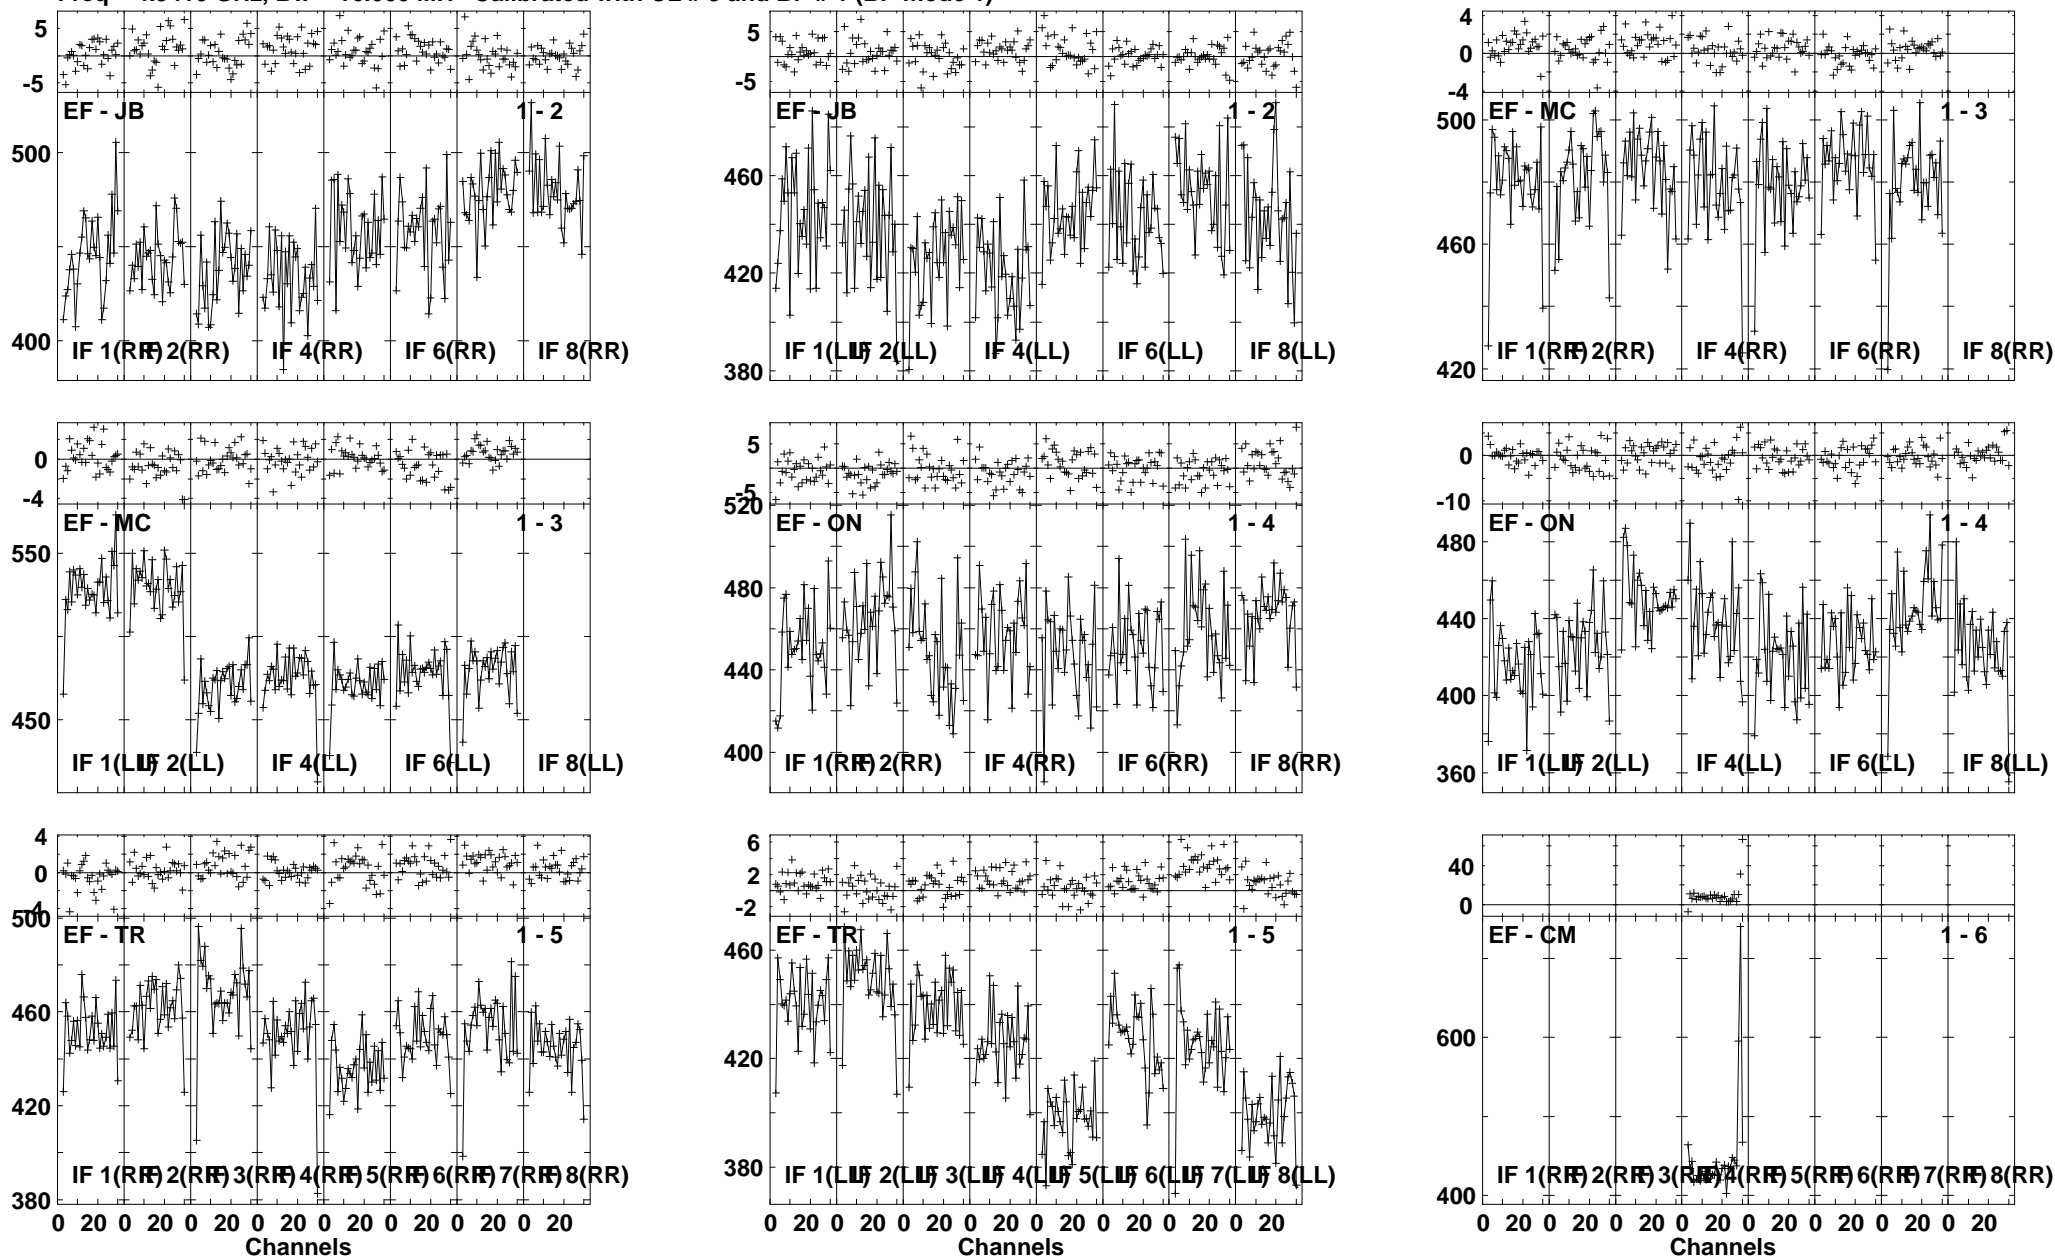 5
-5
EF - JB
1 - 2
500
400
IF 1(RR) IF 2(RR) IF 4(RR) IF 6(RR) IF 8(RR)
5
-5
EF - JB
1 - 2
460
420
380
IF 1(LL) IF 2(LL) IF 4(LL) IF 6(LL) IF 8(LL)
4
0
-4
EF - MC
1 - 3
500
460
420
IF 1(RR) IF 2(RR) IF 4(RR) IF 6(RR) IF 8(RR)
0
-4
EF - MC
1 - 3
550
450
IF 1(LL) IF 2(LL) IF 4(LL) IF 6(LL) IF 8(LL)
5
-5
520
EF - ON
1 - 4
480
440
400
IF 1(RR) IF 2(RR) IF 4(RR) IF 6(RR) IF 8(RR)
0
-10
EF - ON
1 - 4
480
440
400
360
IF 1(LL) IF 2(LL) IF 4(LL) IF 6(LL) IF 8(LL)
4
0
-4
500
EF - TR
1 - 5
460
420
380
IF 1(RR) IF 2(RR) IF 3(RR) IF 4(RR) IF 5(RR) IF 6(RR) IF 7(RR) IF 8(RR)
0 20 0 20 0 20 0 20 0 20 0 20 0 20 0 20
Channels
6
2
-2
EF - TR
1 - 5
460
420
380
IF 1(LL) IF 2(LL) IF 3(LL) IF 4(LL) IF 5(LL) IF 6(LL) IF 7(LL) IF 8(LL)
0 20 0 20 0 20 0 20 0 20 0 20 0 20 0 20
Channels
40
0
EF - CM
1 - 6
600
400
IF 1(RR) IF 2(RR) IF 3(RR) IF 4(RR) IF 5(RR) IF 6(RR) IF 7(RR) IF 8(RR)
0 20 0 20 0 20 0 20 0 20 0 20 0 20 0 20
Channels